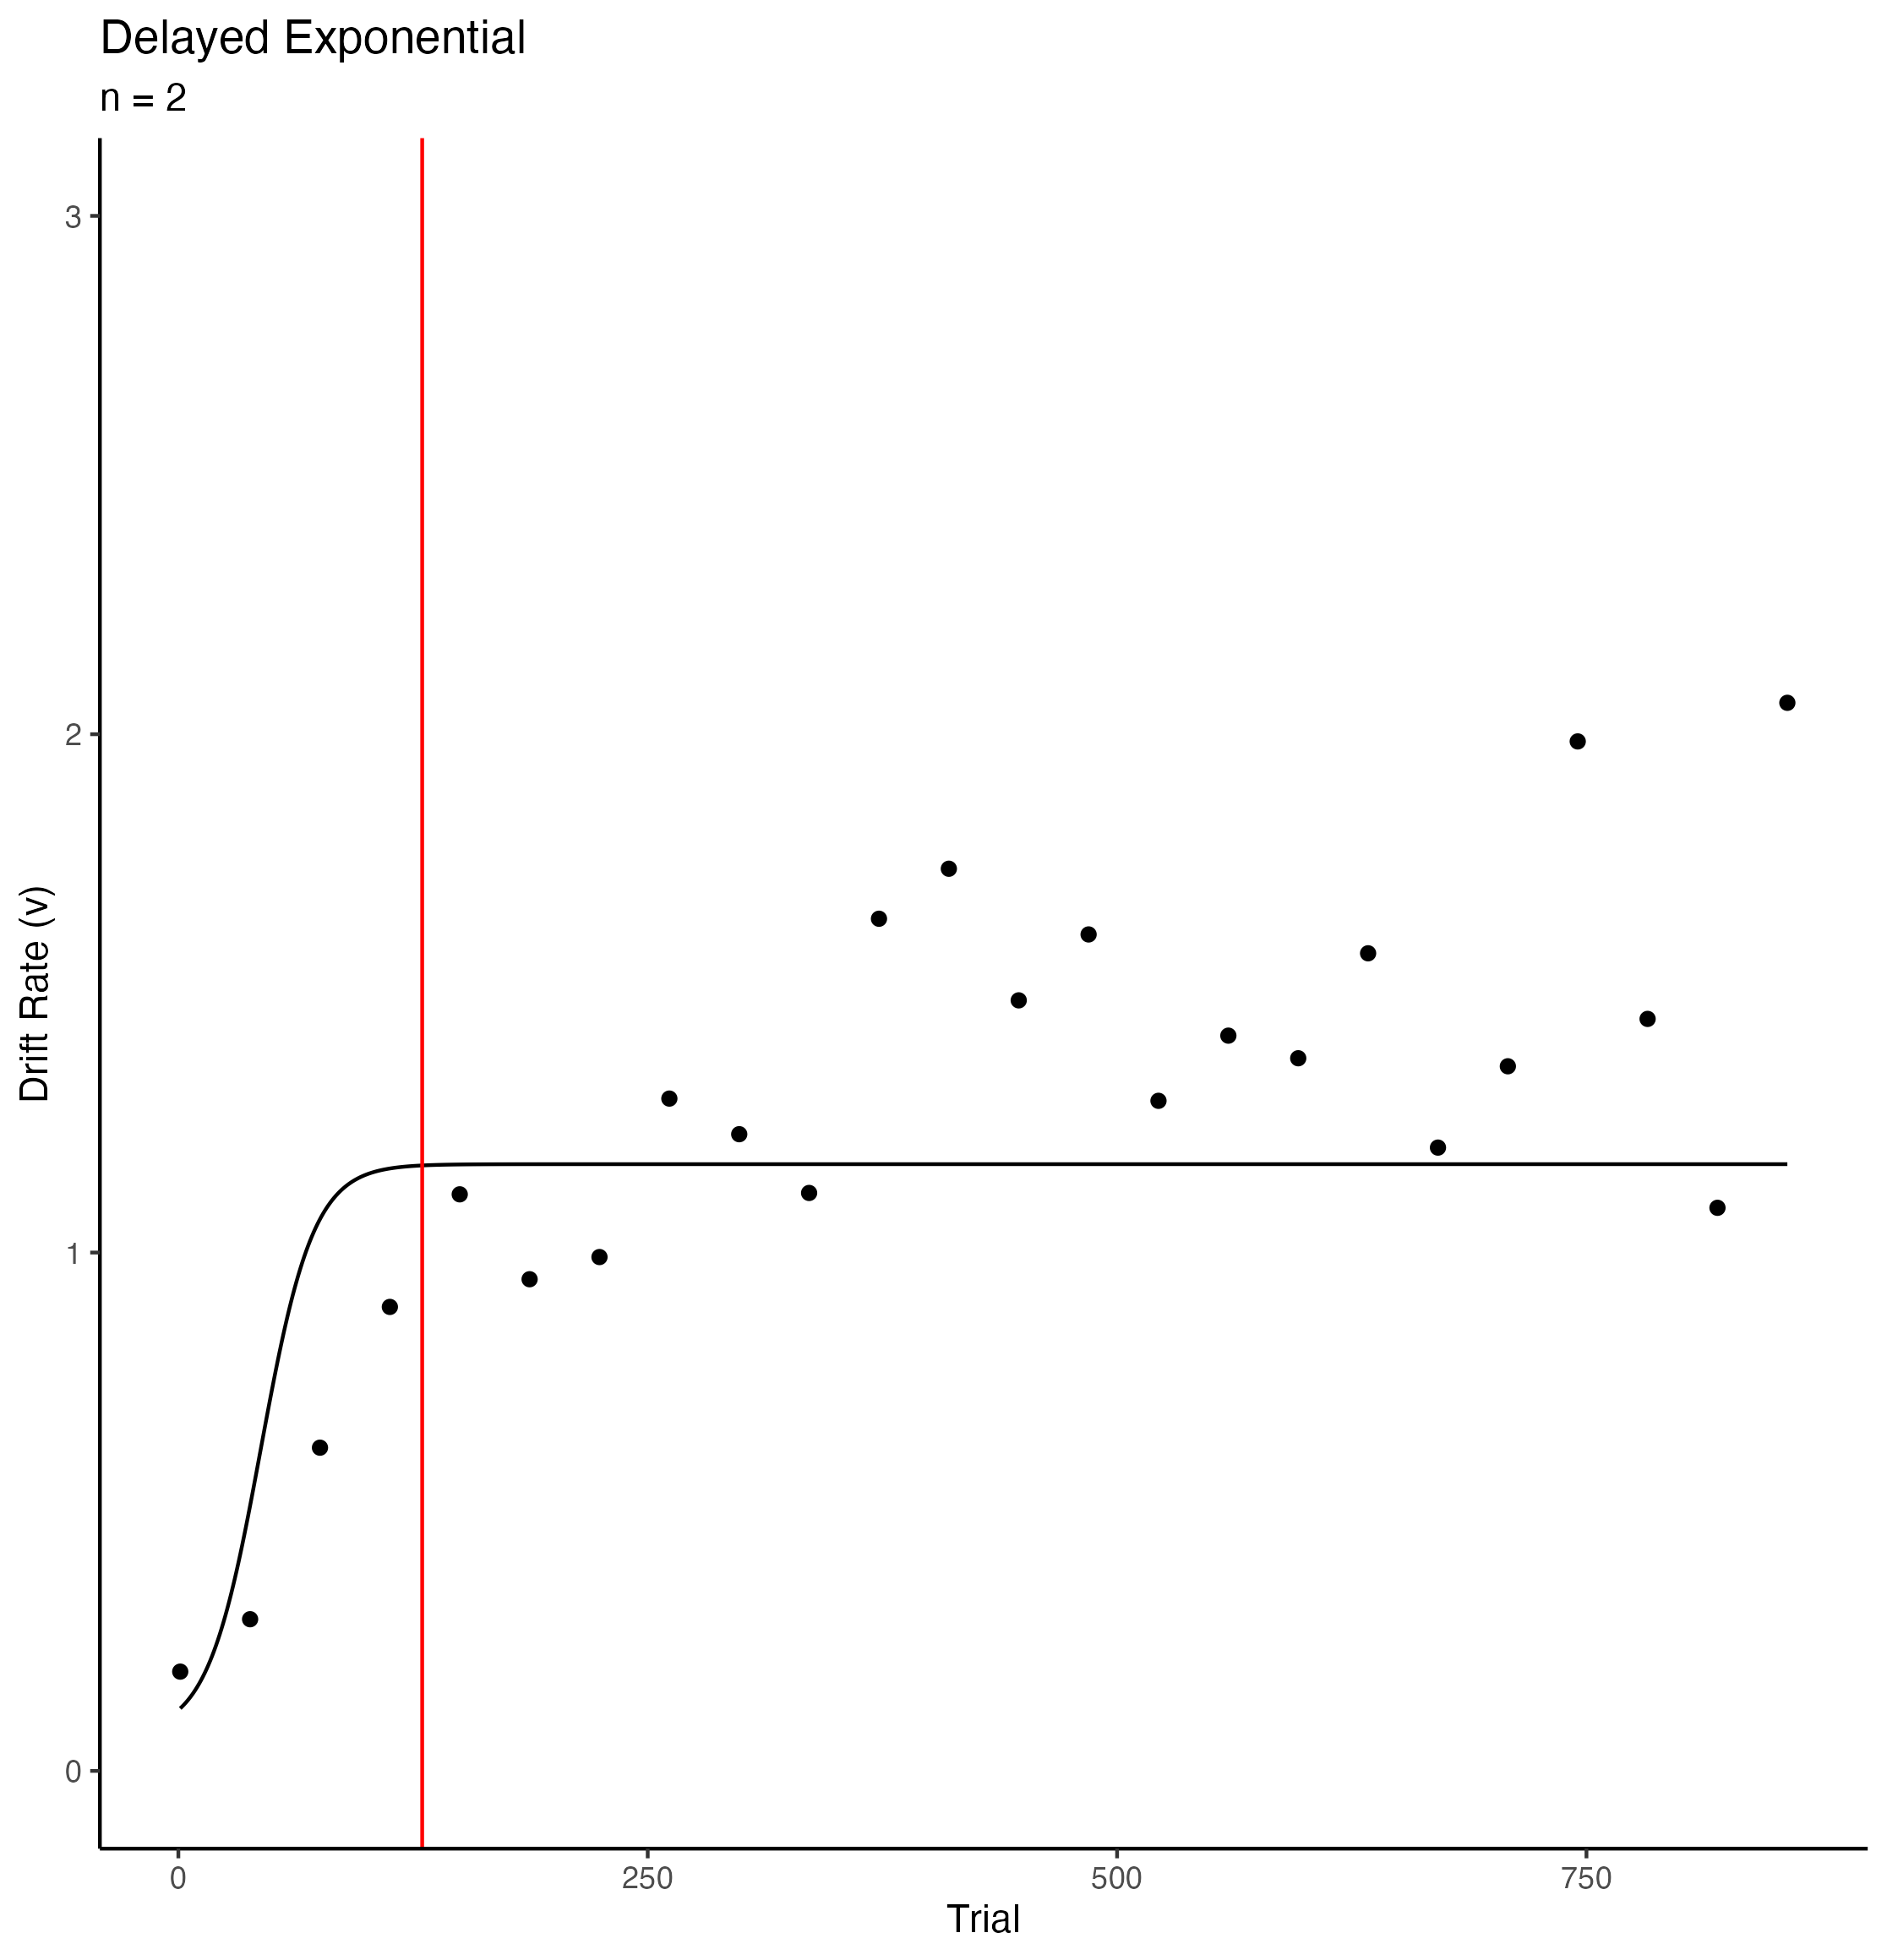 Delayed Exponential
n = 2
3
2
1
0
Drift Rate (v)
0 250 500 750
Trial